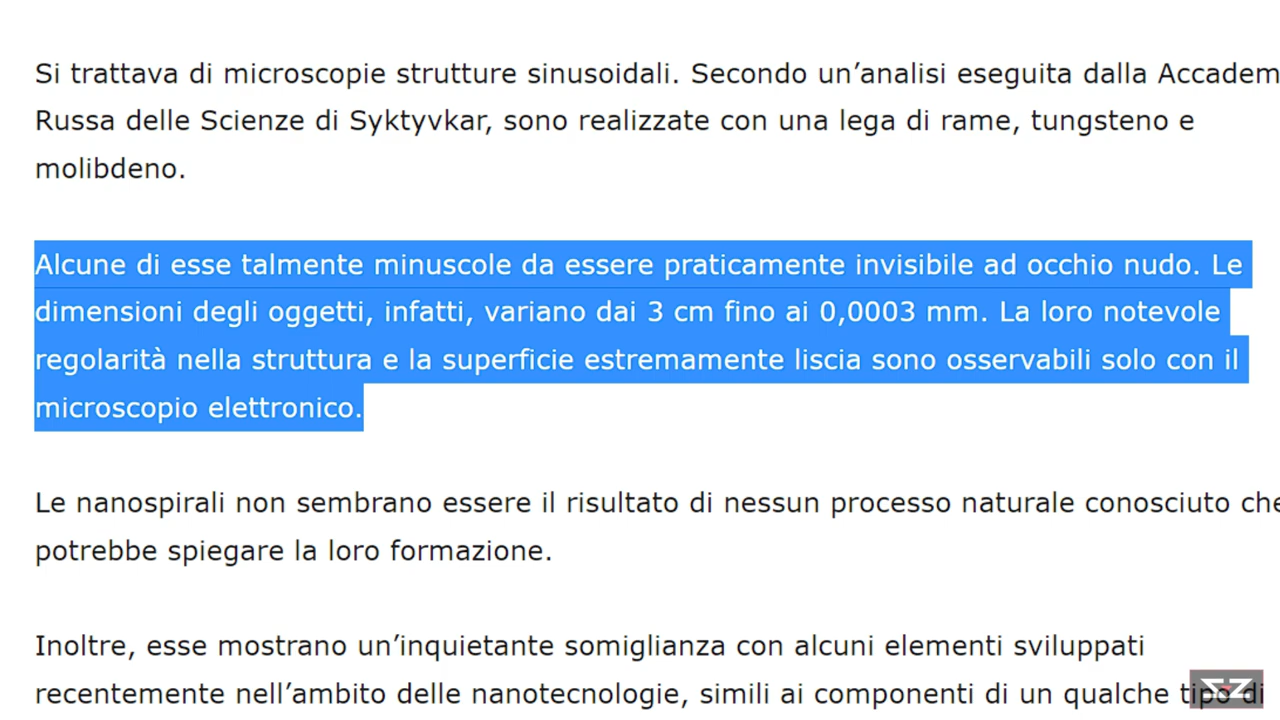 Si trattava di microscopie strutture sinusoidali. Secondo un’analisi eseguita dalla Accadem
Russa delle Scienze di Syktyvkar, sono realizzate con una lega di rame, tungsteno e
molibdeno.
Alcune di esse talmente minuscole da essere praticamente invisibile ad occhio nudo. Le
dimensioni degli oggetti, infatti, variano dai 3 cm fino ai 0,0003 mm. La loro notevole
regolarità nella struttura e la superficie estremamente liscia sono osservabili solo con il
microscopio elettronico.
Le nanospirali non sembrano essere il risultato di nessun processo naturale conosciuto che
potrebbe spiegare la loro formazione.
Inoltre, esse mostrano un’inquietante somiglianza con alcuni elementi sviluppati
recentemente nell’ambito delle nanotecnologie, simili ai componenti di un qualche tipo di